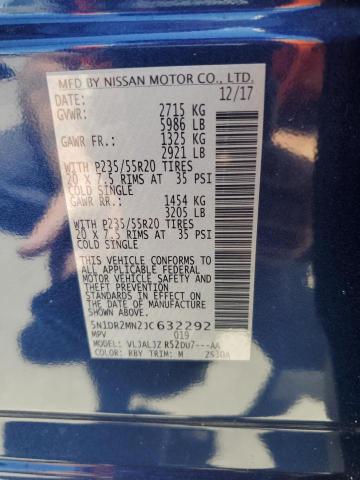 MFD BY NISSAN MOTOR CO., LTD.
DATE: 12/17
GVWR: 2715 KG
5986 LB
GAWR FR.: 1325 KG
2921 LB
W/TH P235/55R20 TIRES
20 X 7.5 RIMS AT 35 PSI
COLD SINGLE
GAWR RR.: 1454 KG
3205 LB
WITH P235/55R20 TIRES
20 X 7.5 RIMS AT 35 PSI
COLD SINGLE
THIS VEHICLE CONFORMS TO
ALL APPLICABLE FEDERAL
MOTOR VEHICLE SAFETY
AND THEFT PREVENTION
STANDARDS IN EFFECT ON
THE DATE OF MANUFACTURE
SHOWN ABOVE.
5N1DR2MN2JC632292
MPV 019
MODEL: VLJALJZ R52DU7---AA
COLOR: RBY TRIM: M 2S30A